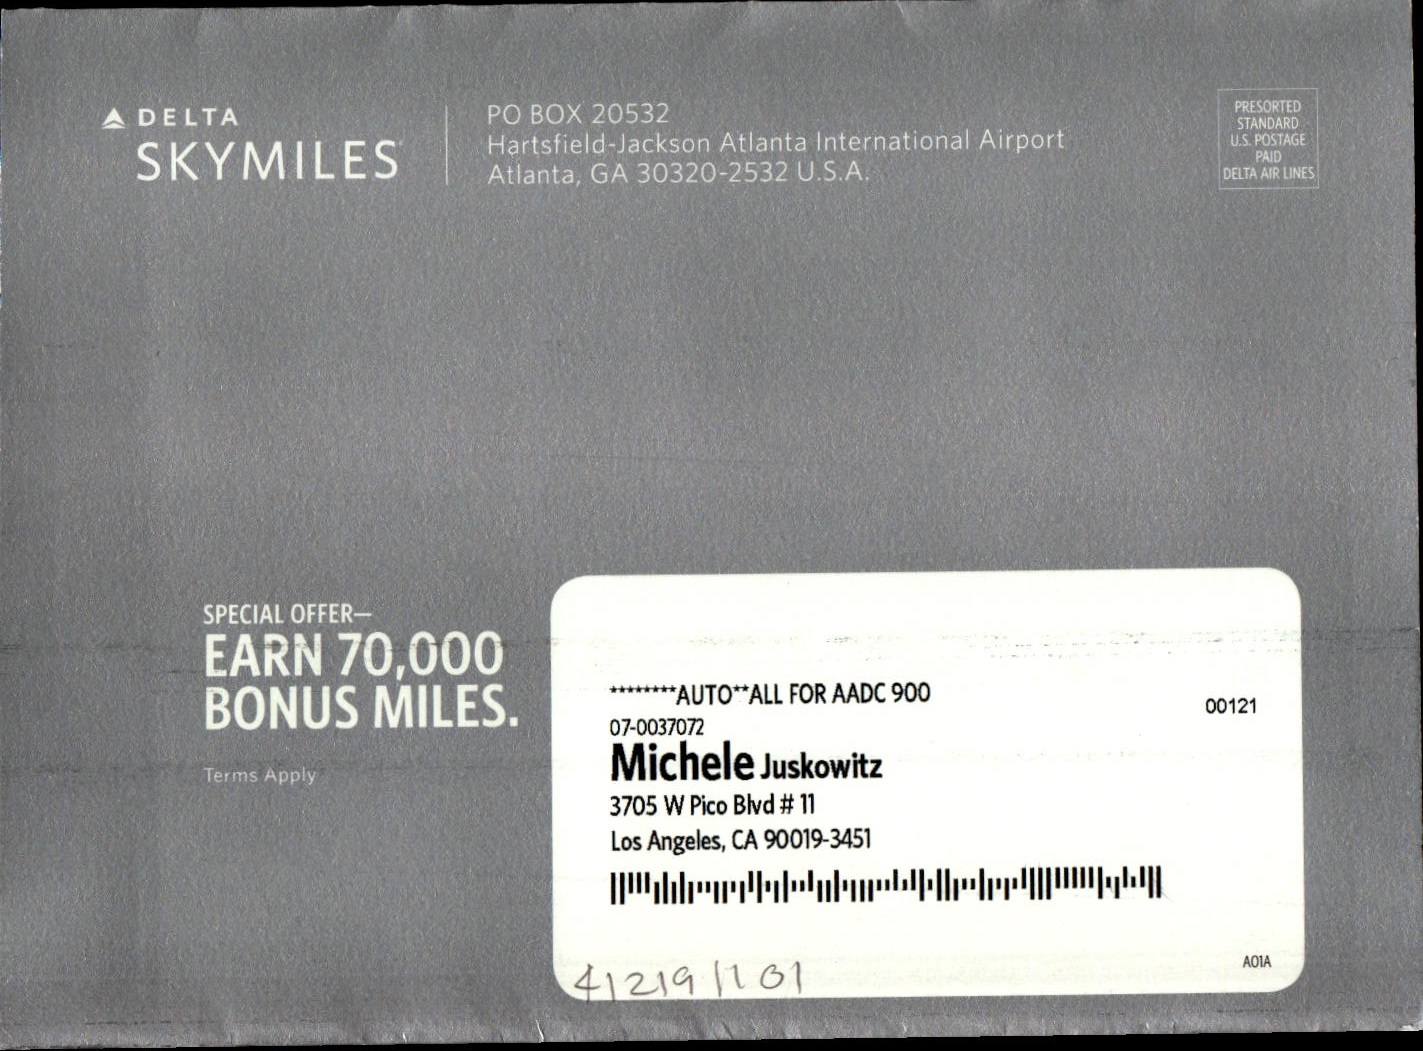 DELTA
SKYMILES
PO BOX 20532
Hartsfield-Jackson Atlanta International Airport
Atlanta, GA 30320-2532 U.S.A.
PRESORTED
STANDARD
U.S. POSTAGE
PAID
DELTA AIR LINES
SPECIAL OFFER—
EARN 70,000
BONUS MILES.
Terms Apply
********AUTO**ALL FOR AADC 900
00121
07-0037072
Michele Juskowitz
3705 W Pico Blvd # 11
Los Angeles, CA 90019-3451
A01A